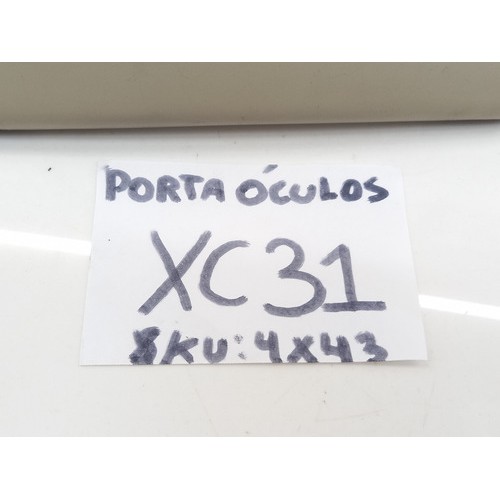 PORTA ÓCULOS
XC31
SKU: 4X43